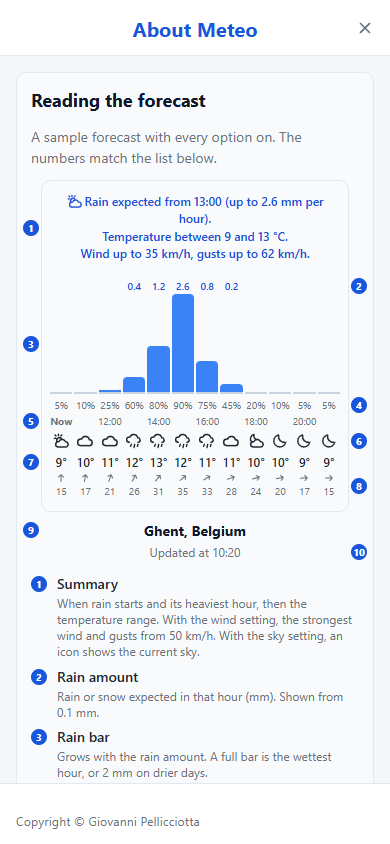 About Meteo
×
Reading the forecast
A sample forecast with every option on. The
numbers match the list below.
Rain expected from 13:00 (up to 2.6 mm per
hour).
1
Temperature between 9 and 13 °C.
Wind up to 35 km/h, gusts up to 62 km/h.
0.4 1.2 2.6 0.8 0.2
2
3
5% 10% 25% 60% 80% 90% 75% 45% 20% 10% 5% 5%
4
5
Now 12:00 14:00 16:00 18:00 20:00
6
7
9° 10° 11° 12° 13° 12° 11° 11° 10° 10° 9° 9°
15 17 21 26 31 35 33 28 24 20 17 15
8
9
Ghent, Belgium
Updated at 10:20
10
1 Summary
When rain starts and its heaviest hour, then the
temperature range. With the wind setting, the strongest
wind and gusts from 50 km/h. With the sky setting, an
icon shows the current sky.
2 Rain amount
Rain or snow expected in that hour (mm). Shown from
0.1 mm.
3 Rain bar
Grows with the rain amount. A full bar is the wettest
hour, or 2 mm on drier days.
Copyright © Giovanni Pellicciotta